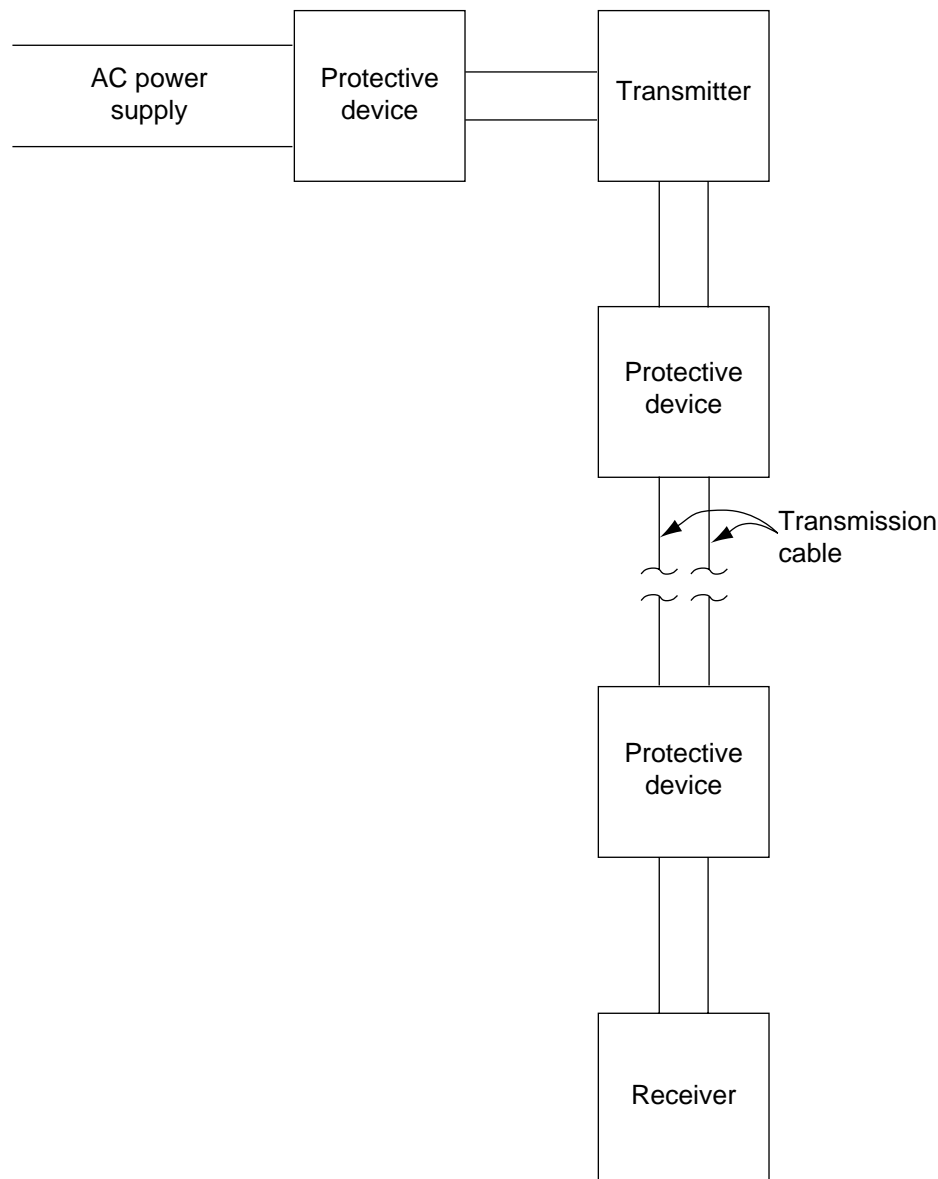 AC power
supply
Protective
device
Transmitter
Protective
device
Transmission
cable
Protective
device
Receiver